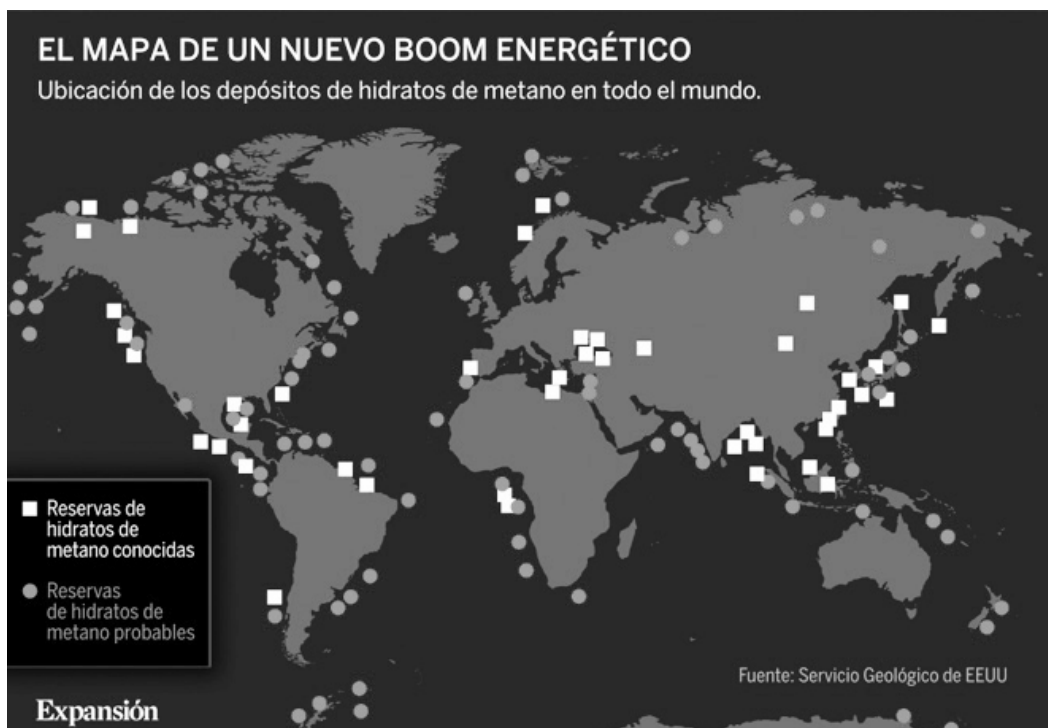 EL MAPA DE UN NUEVO BOOM ENERGÉTICO
Ubicación de los depósitos de hidratos de metano en todo el mundo.
Reservas de
hidratos de
metano conocidas
Reservas
de hidratos de
metano probables
Fuente: Servicio Geológico de EEUU
Expansión